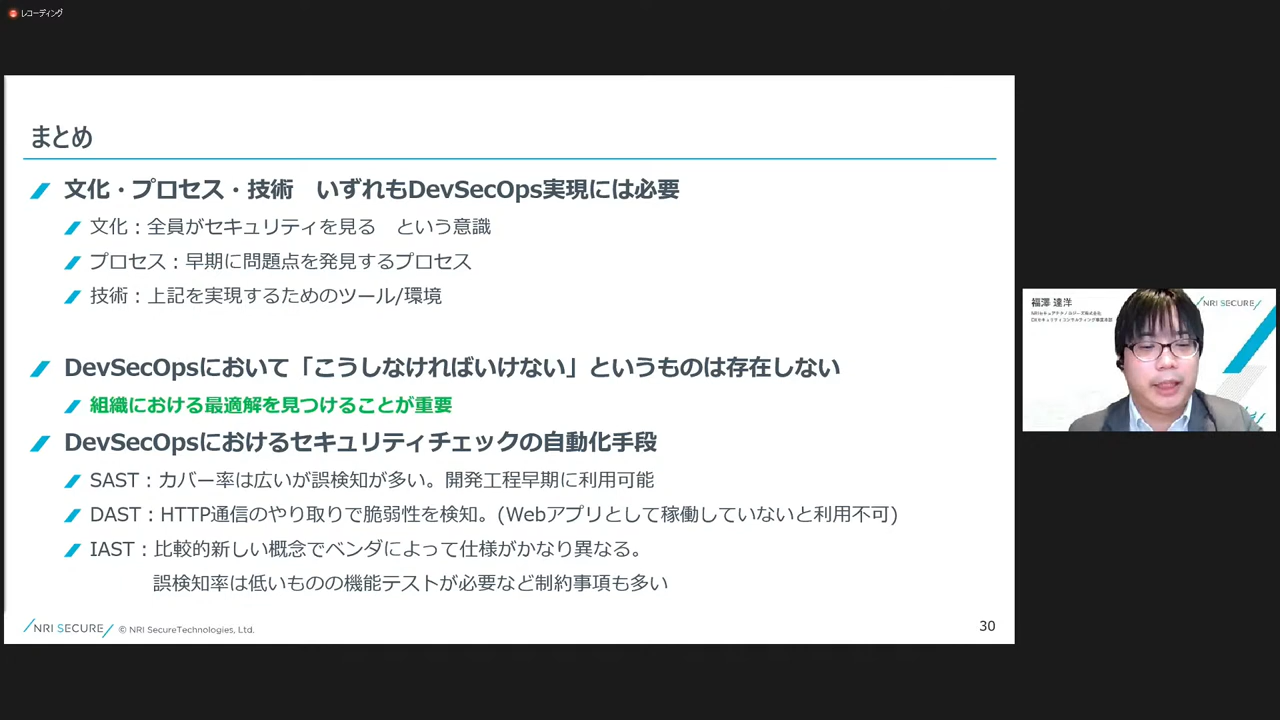 レコーディング
まとめ
文化・プロセス・技術　いずれもDevSecOps実現には必要
文化：全員がセキュリティを見る　という意識
プロセス：早期に問題点を発見するプロセス
技術：上記を実現するためのツール/環境
DevSecOpsにおいて「こうしなければいけない」というものは存在しない
組織における最適解を見つけることが重要
DevSecOpsにおけるセキュリティチェックの自動化手段
SAST：カバー率は広いが誤検知が多い。開発工程早期に利用可能
DAST：HTTP通信のやり取りで脆弱性を検知。(Webアプリとして稼働していないと利用不可)
IAST：比較的新しい概念でベンダによって仕様がかなり異なる。
誤検知率は低いものの機能テストが必要など制約事項も多い
NRI SECURE
© NRI SecureTechnologies, Ltd.
30
福澤 達洋
NRIセキュアテクノロジーズ株式会社
DXセキュリティコンサルティング事業本部
NRI SECURE